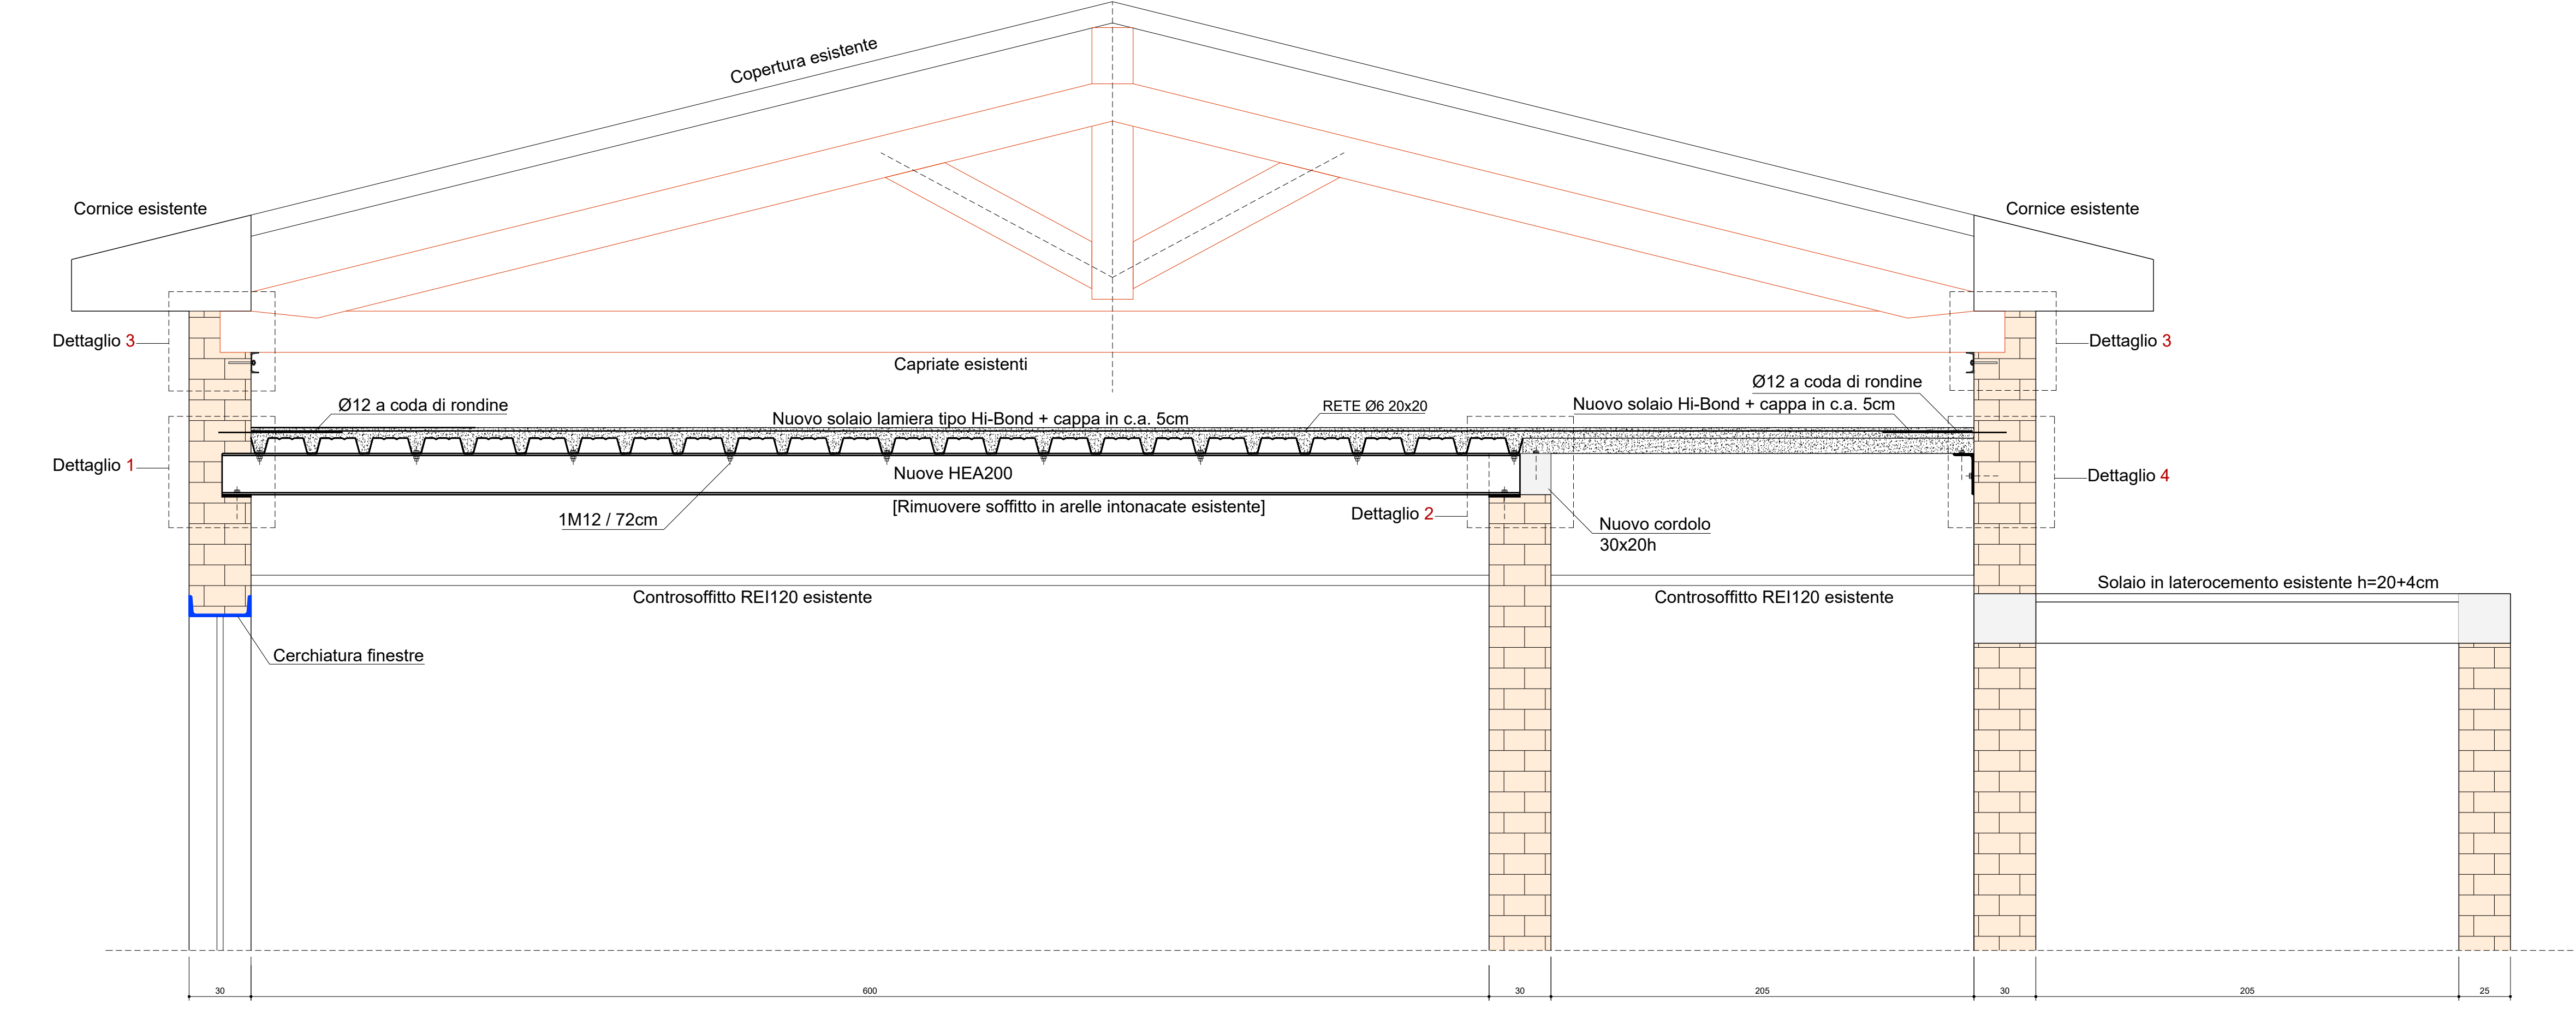 Copertura esistente
Cornice esistente
Cornice esistente
Dettaglio 3
Dettaglio 3
Capriate esistenti
Ø12 a coda di rondine
Ø12 a coda di rondine
Nuovo solaio lamiera tipo Hi-Bond + cappa in c.a. 5cm
RETE Ø6 20x20
Nuovo solaio Hi-Bond + cappa in c.a. 5cm
Dettaglio 1
Nuove HEA200
Dettaglio 4
[Rimuovere soffitto in arelle intonacate esistente]
1M12 / 72cm
Dettaglio 2
Nuovo cordolo
30x20h
Controsoffitto REI120 esistente
Controsoffitto REI120 esistente
Solaio in laterocemento esistente h=20+4cm
Cerchiatura finestre
30
600
30
205
30
205
25